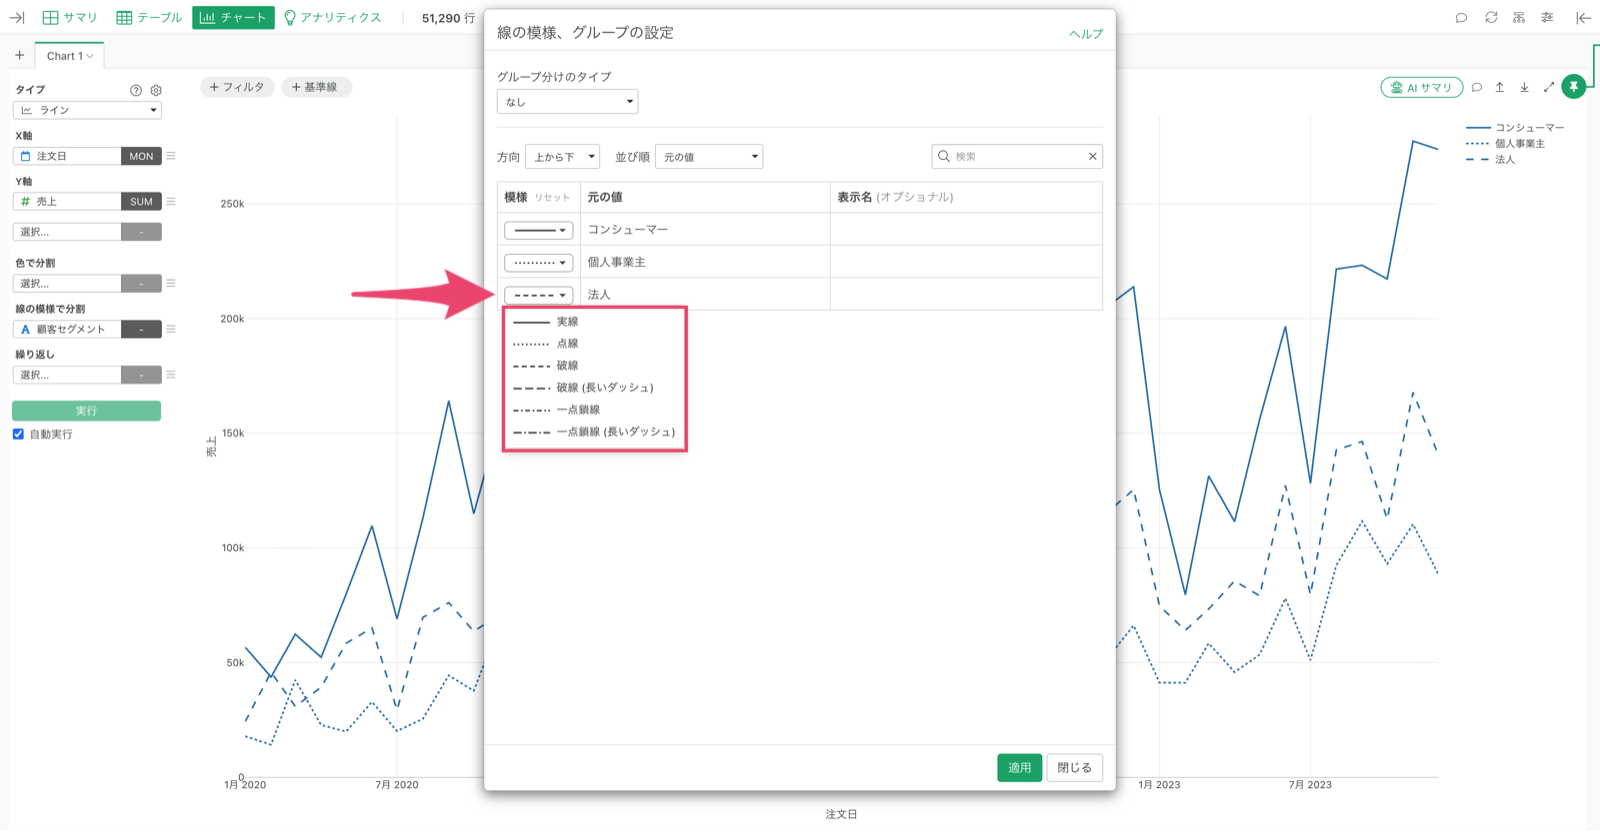 サマリ テーブル チャート アナリティクス 51,290 行
Chart 1
タイプ
ライン
X軸
注文日 MON
Y軸
# 売上 SUM
選択... -
色で分割
選択... -
線の模様で分割
A 顧客セグメント -
繰り返し
選択... -
実行
自動実行
+ フィルタ + 基準線
AI サマリ
コンシューマー
個人事業主
法人
線の模様、グループの設定
ヘルプ
グループ分けのタイプ
なし
方向 上から下 並び順 元の値 検索
模様 リセット 元の値 表示名 (オプショナル)
コンシューマー
個人事業主
法人
実線
点線
破線
破線 (長いダッシュ)
一点鎖線
一点鎖線 (長いダッシュ)
適用 閉じる
250k
200k
150k
100k
50k
0
売上
1月 2020 7月 2020 1月 2023 7月 2023
注文日